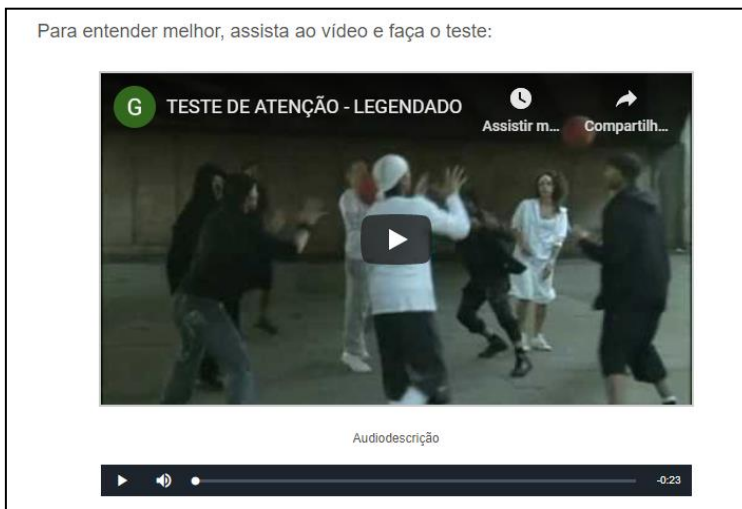 Para entender melhor, assista ao vídeo e faça o teste:
G TESTE DE ATENÇÃO - LEGENDADO
Assistir m... Compartilh...
Audiodescrição
-0:23